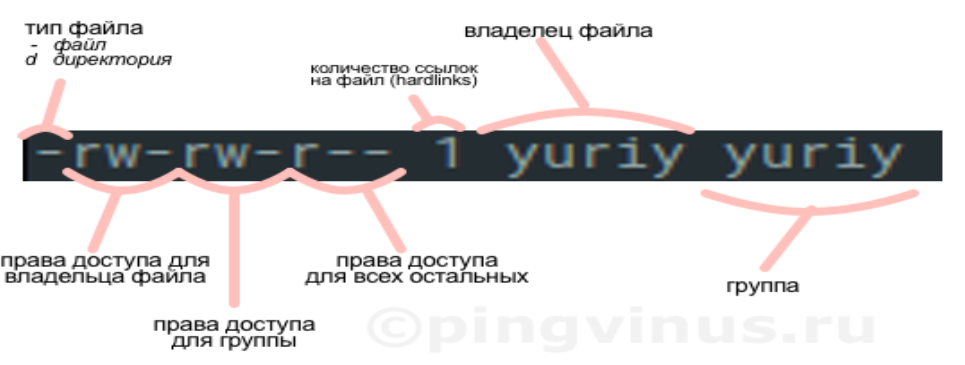 тип файла
- файл
d директория
владелец файла
количество ссылок
на файл (hardlinks)
-rw-rw-r-- 1 yuriy yuriy
права доступа для
владельца файла
права доступа
для всех остальных
группа
права доступа
для группы
©pingvinus.ru